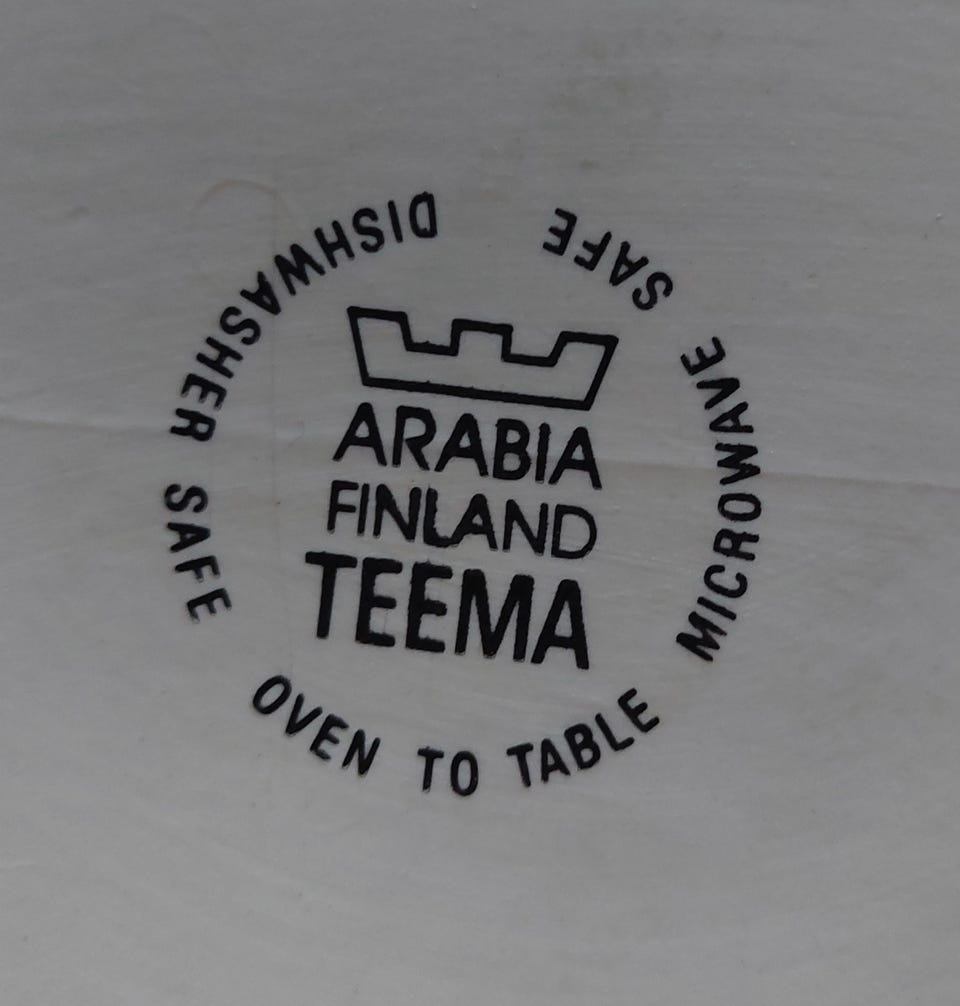 ARABIA
FINLAND
TEEMA
DISHWASHER SAFE
OVEN TO TABLE
MICROWAVE SAFE